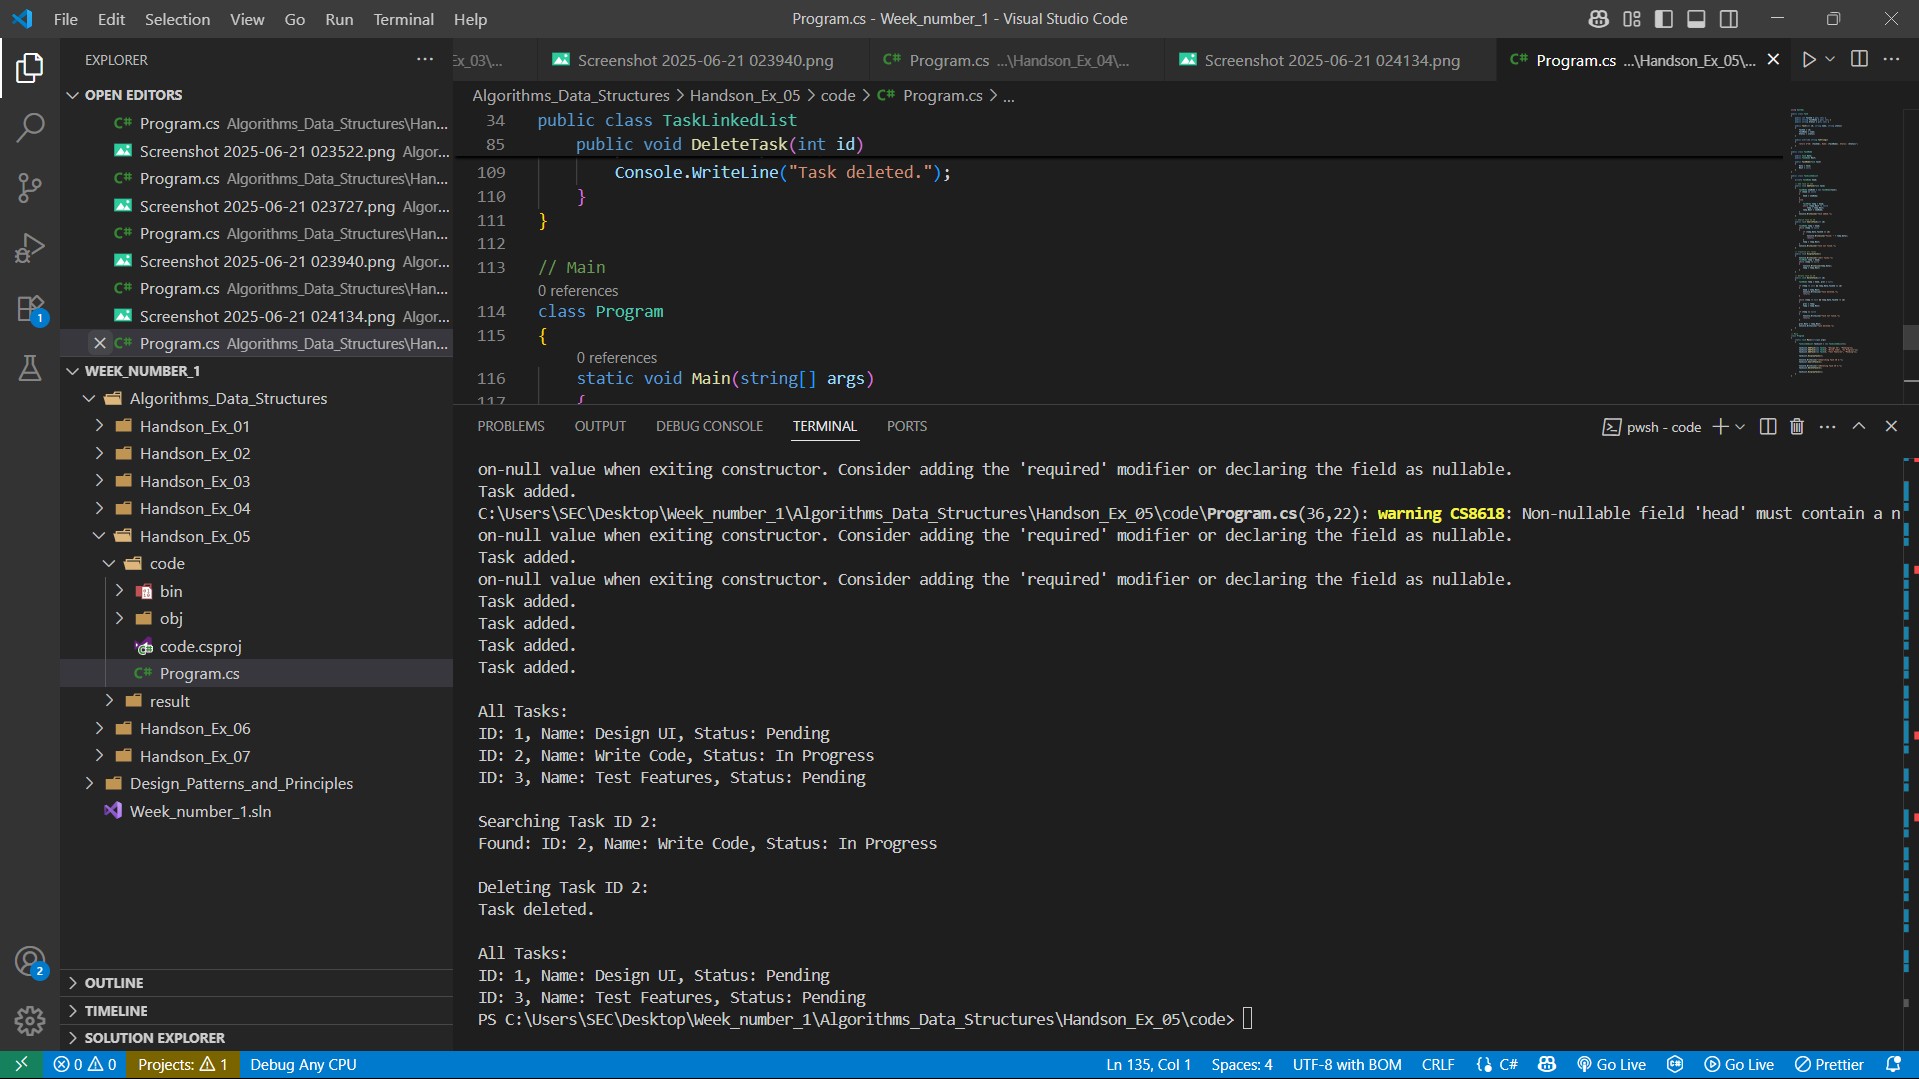 File Edit Selection View Go Run Terminal Help
Program.cs - Week_number_1 - Visual Studio Code
EXPLORER
Ex_03\... Screenshot 2025-06-21 023940.png C# Program.cs ...\Handson_Ex_04\... Screenshot 2025-06-21 024134.png C# Program.cs ...\Handson_Ex_05\...
OPEN EDITORS
C# Program.cs Algorithms_Data_Structures\Han...
Screenshot 2025-06-21 023522.png Algor...
C# Program.cs Algorithms_Data_Structures\Han...
Screenshot 2025-06-21 023727.png Algor...
C# Program.cs Algorithms_Data_Structures\Han...
Screenshot 2025-06-21 023940.png Algor...
C# Program.cs Algorithms_Data_Structures\Han...
Screenshot 2025-06-21 024134.png Algor...
C# Program.cs Algorithms_Data_Structures\Han...
WEEK_NUMBER_1
Algorithms_Data_Structures
Handson_Ex_01
Handson_Ex_02
Handson_Ex_03
Handson_Ex_04
Handson_Ex_05
code
bin
obj
code.csproj
C# Program.cs
result
Handson_Ex_06
Handson_Ex_07
Design_Patterns_and_Principles
Week_number_1.sln
OUTLINE
TIMELINE
SOLUTION EXPLORER
1
2
Algorithms_Data_Structures > Handson_Ex_05 > code > C# Program.cs > ...
34 public class TaskLinkedList
85 public void DeleteTask(int id)
109 Console.WriteLine("Task deleted.");
110 }
111 }
112
113 // Main
0 references
114 class Program
115 {
0 references
116 static void Main(string[] args)
117 {
PROBLEMS OUTPUT DEBUG CONSOLE TERMINAL PORTS
pwsh - code
on-null value when exiting constructor. Consider adding the 'required' modifier or declaring the field as nullable.
Task added.
C:\Users\SEC\Desktop\Week_number_1\Algorithms_Data_Structures\Handson_Ex_05\code\Program.cs(36,22): warning CS8618: Non-nullable field 'head' must contain a n
on-null value when exiting constructor. Consider adding the 'required' modifier or declaring the field as nullable.
Task added.
on-null value when exiting constructor. Consider adding the 'required' modifier or declaring the field as nullable.
Task added.
Task added.
Task added.
Task added.
All Tasks:
ID: 1, Name: Design UI, Status: Pending
ID: 2, Name: Write Code, Status: In Progress
ID: 3, Name: Test Features, Status: Pending
Searching Task ID 2:
Found: ID: 2, Name: Write Code, Status: In Progress
Deleting Task ID 2:
Task deleted.
All Tasks:
ID: 1, Name: Design UI, Status: Pending
ID: 3, Name: Test Features, Status: Pending
PS C:\Users\SEC\Desktop\Week_number_1\Algorithms_Data_Structures\Handson_Ex_05\code>
0 0 Projects: 1 Debug Any CPU
Ln 135, Col 1 Spaces: 4 UTF-8 with BOM CRLF {} C# Go Live Go Live Prettier